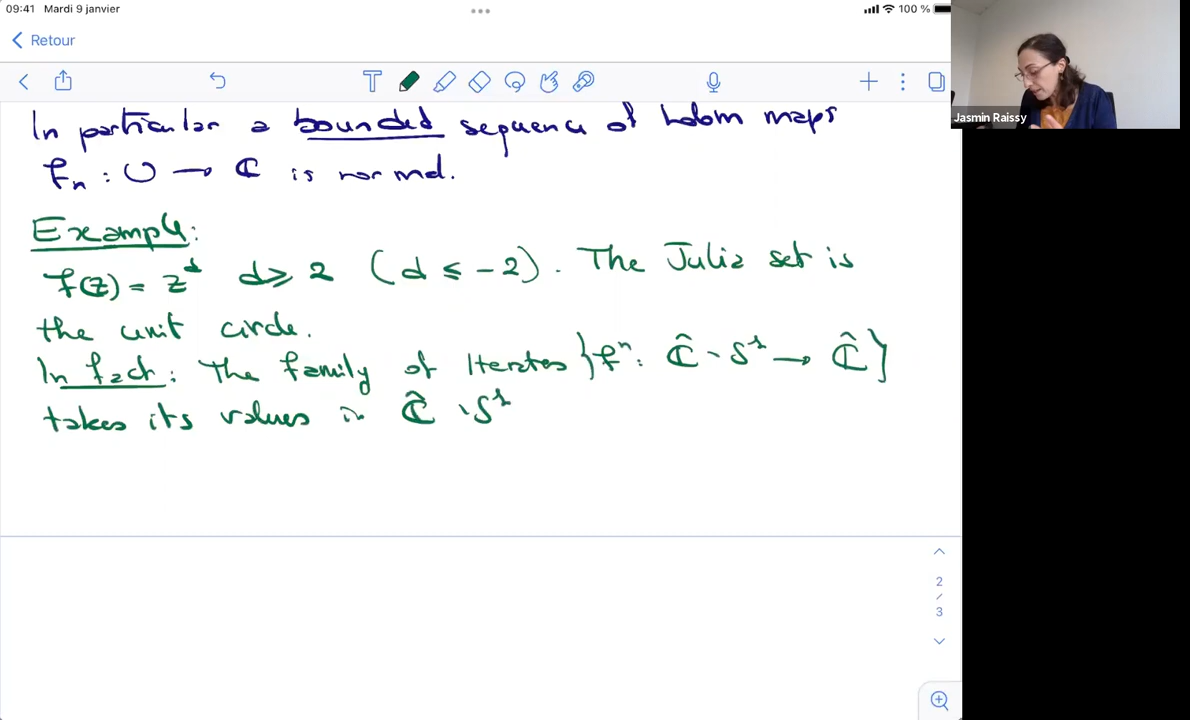 09:41 Mardi 9 janvier
100 %
Retour
Jasmin Raissy
In particular a bounded sequence of holom maps
fₙ : U → ℂ is normal.
Example:
f(z) = z^d d ≥ 2 (d ≤ -2). The Julia set is
the unit circle.
In fact: The family of iterates {fⁿ: Ĉ \ S¹ → Ĉ}
takes its values in Ĉ \ S¹
2
/
3